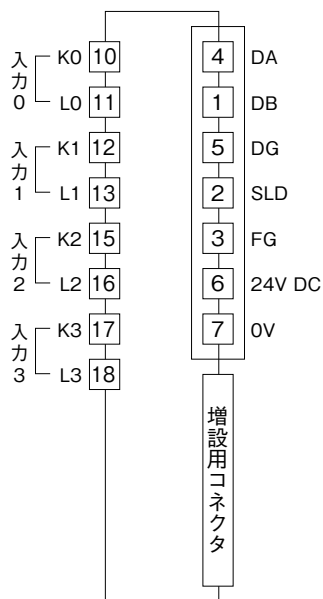 入力0
K0 10
L0 11
入力1
K1 12
L1 13
入力2
K2 15
L2 16
入力3
K3 17
L3 18
4 DA
1 DB
5 DG
2 SLD
3 FG
6 24V DC
7 0V
増設用コネクタ